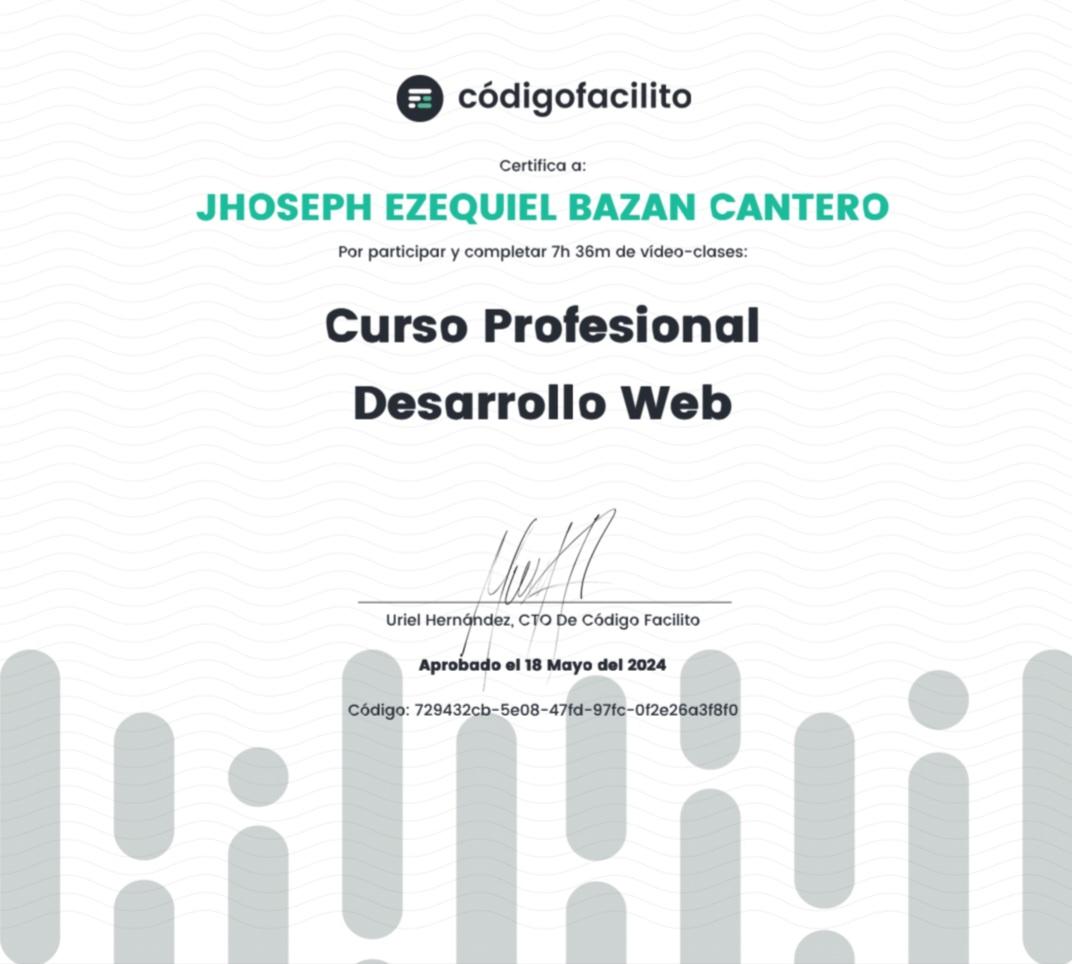 códigofacilito
Certifica a:
JHOSEPH EZEQUIEL BAZAN CANTERO
Por participar y completar 7h 36m de vídeo-clases:
Curso Profesional
Desarrollo Web
Uriel Hernández, CTO De Código Facilito
Aprobado el 18 Mayo del 2024
Código: 729432cb-5e08-47fd-97fc-0f2e26a3f8f0